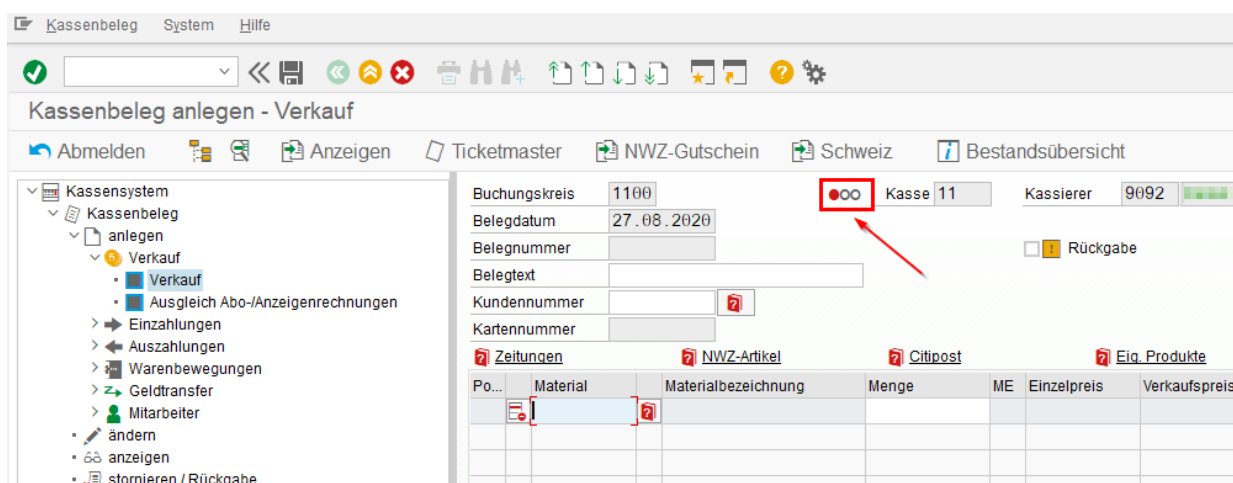 Kassenbeleg System Hilfe
Kassenbeleg anlegen - Verkauf
Abmelden Anzeigen Ticketmaster NWZ-Gutschein Schweiz Bestandsübersicht
Kassensystem
Kassenbeleg
anlegen
Verkauf
Verkauf
Ausgleich Abo-/Anzeigenrechnungen
Einzahlungen
Auszahlungen
Warenbewegungen
Geldtransfer
Mitarbeiter
ändern
anzeigen
stornieren / Rückgabe
Buchungskreis 1100 Kasse 11 Kassierer 9092
Belegdatum 27.08.2020
Belegnummer Rückgabe
Belegtext
Kundennummer
Kartennummer
Zeitungen NWZ-Artikel Citipost Eig. Produkte
Po... Material Materialbezeichnung Menge ME Einzelpreis Verkaufspreis